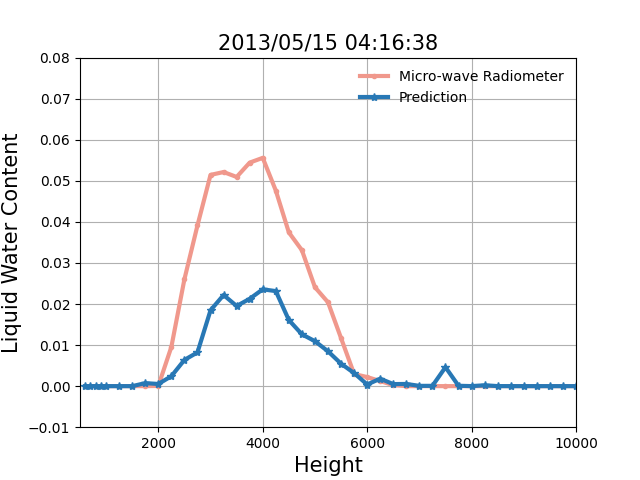 2013/05/15 04:16:38
0.08
0.07
0.06
0.05
0.04
0.03
0.02
0.01
0.00
−0.01
Liquid Water Content
Micro-wave Radiometer
Prediction
2000 4000 6000 8000 10000
Height